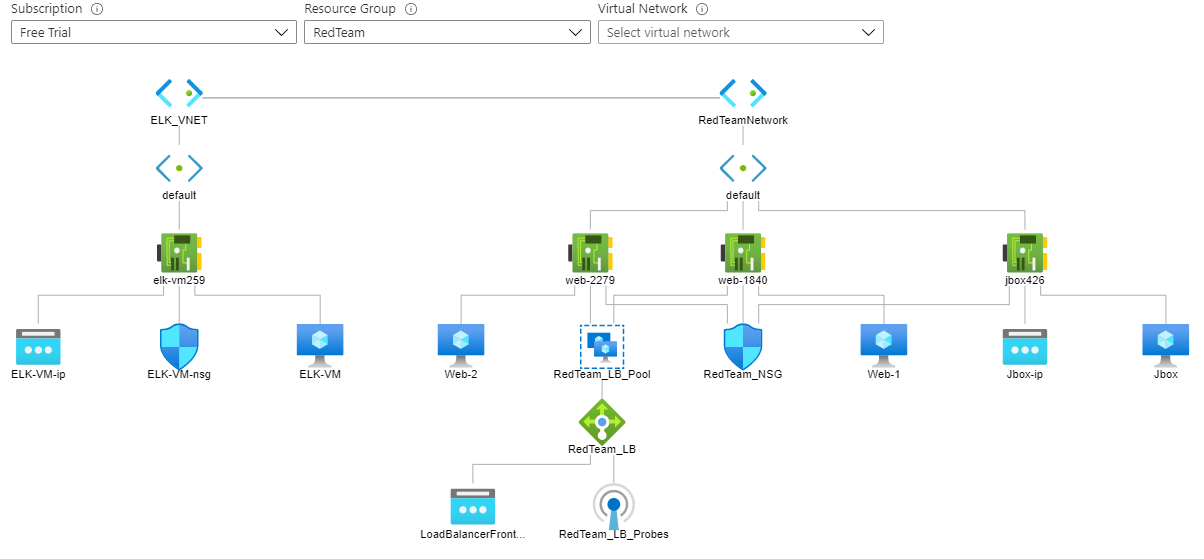 Subscription
Resource Group
Virtual Network
Free Trial
RedTeam
Select virtual network
ELK_VNET
RedTeamNetwork
default
default
elk-vm259
web-2279
web-1840
jbox426
ELK-VM-ip
ELK-VM-nsg
ELK-VM
Web-2
RedTeam_LB_Pool
RedTeam_NSG
Web-1
Jbox-ip
Jbox
RedTeam_LB
LoadBalancerFront...
RedTeam_LB_Probes